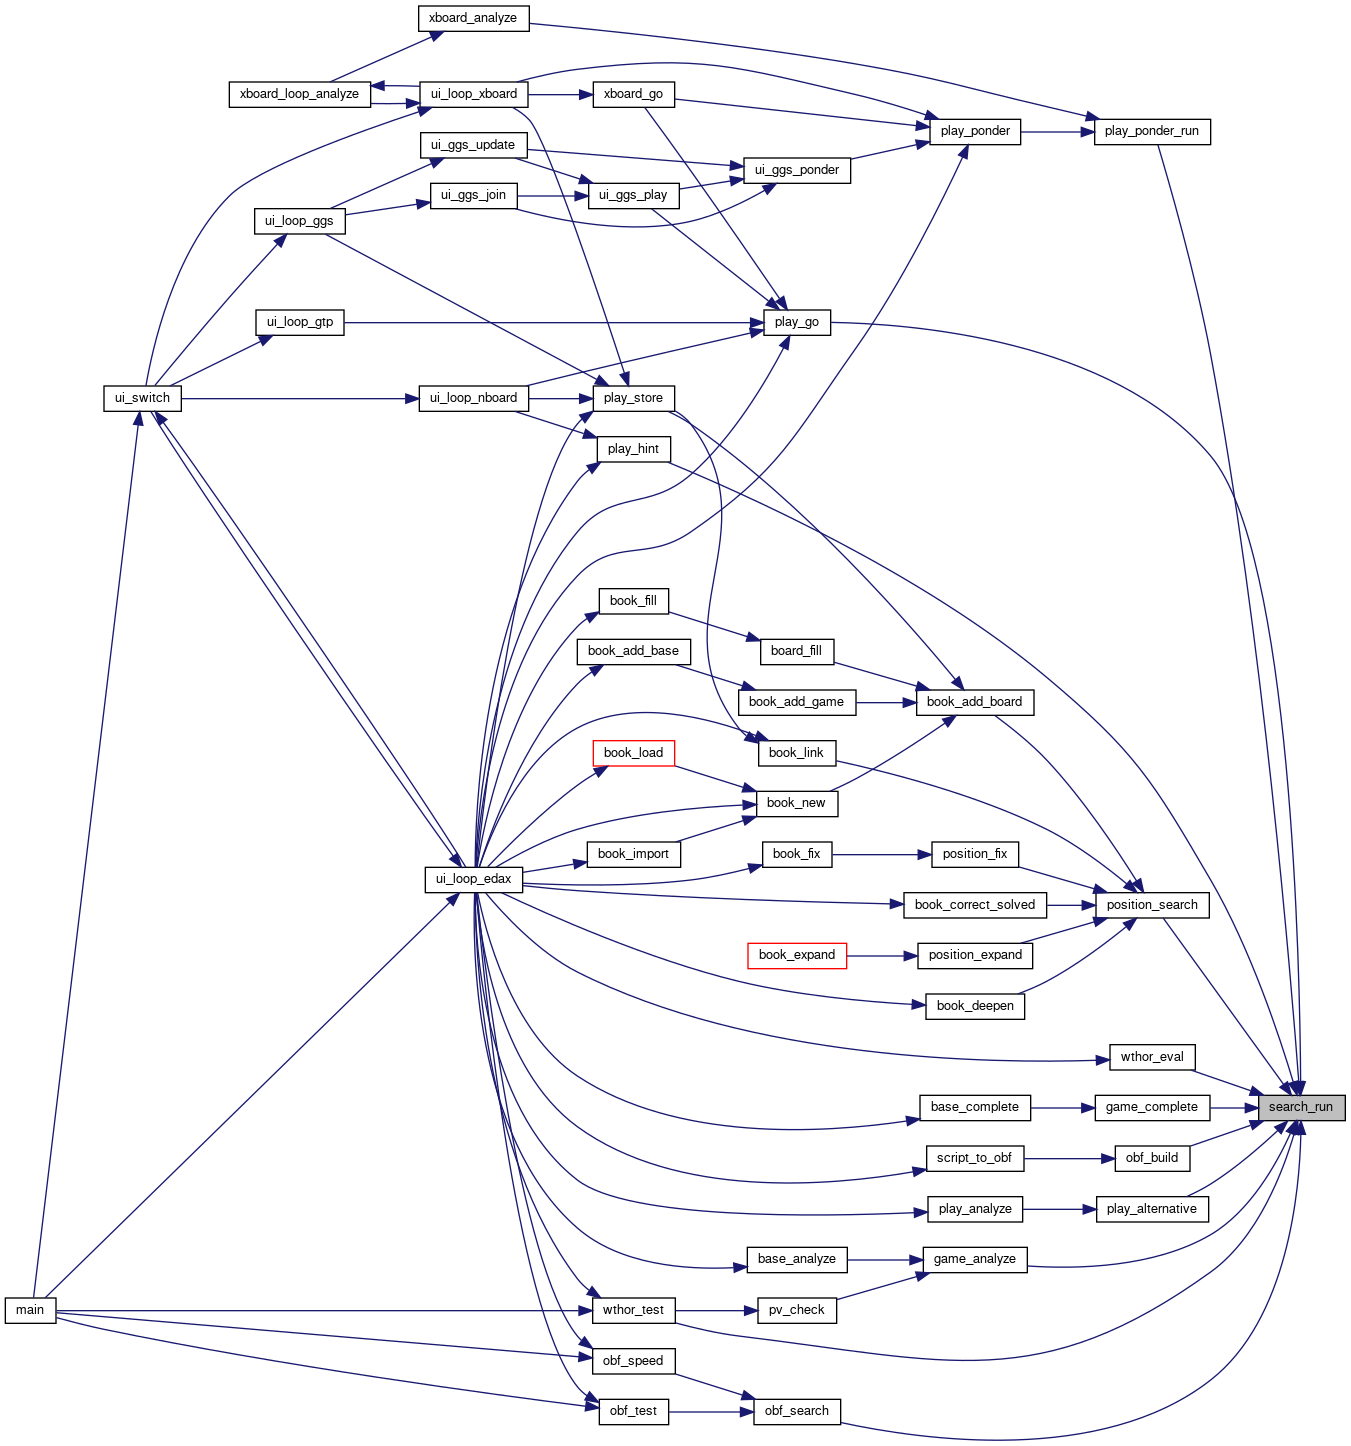 xboard_analyze
xboard_loop_analyze
ui_loop_xboard
xboard_go
play_ponder
play_ponder_run
ui_ggs_update
ui_ggs_ponder
ui_ggs_join
ui_ggs_play
ui_loop_ggs
ui_loop_gtp
play_go
ui_switch
ui_loop_nboard
play_store
play_hint
book_fill
book_add_base
board_fill
book_add_game
book_add_board
book_load
book_link
book_new
book_import
book_fix
position_fix
ui_loop_edax
book_correct_solved
position_search
book_expand
position_expand
book_deepen
wthor_eval
base_complete
game_complete
search_run
script_to_obf
obf_build
play_analyze
play_alternative
base_analyze
game_analyze
main
wthor_test
pv_check
obf_speed
obf_test
obf_search